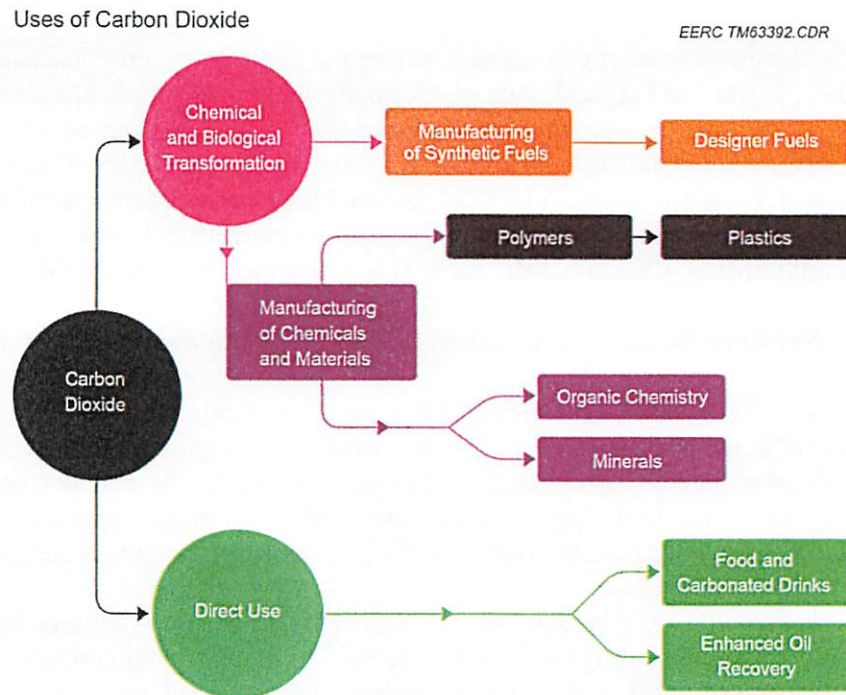 Uses of Carbon Dioxide
EERC TM63392.CDR
Chemical
and Biological
Transformation
Manufacturing
of Synthetic Fuels
Designer Fuels
Polymers
Plastics
Manufacturing
of Chemicals
and Materials
Carbon
Dioxide
Organic Chemistry
Minerals
Direct Use
Food and
Carbonated Drinks
Enhanced Oil
Recovery